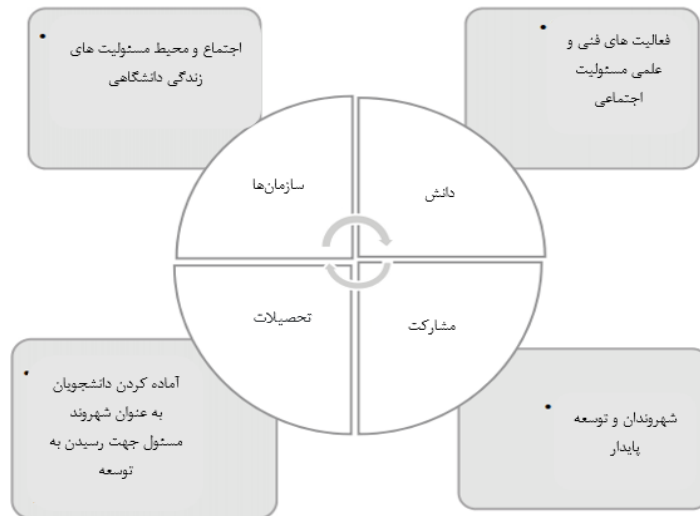 فعالیت های فنی و
علمی مسئولیت
اجتماعی
اجتماع و محیط مسئولیت های
زندگی دانشگاهی
دانش
سازمان‌ها
مشارکت
تحصیلات
شهروندان و توسعه
پایدار
آماده کردن دانشجویان
به عنوان شهروند
مسئول جهت رسیدن به
توسعه